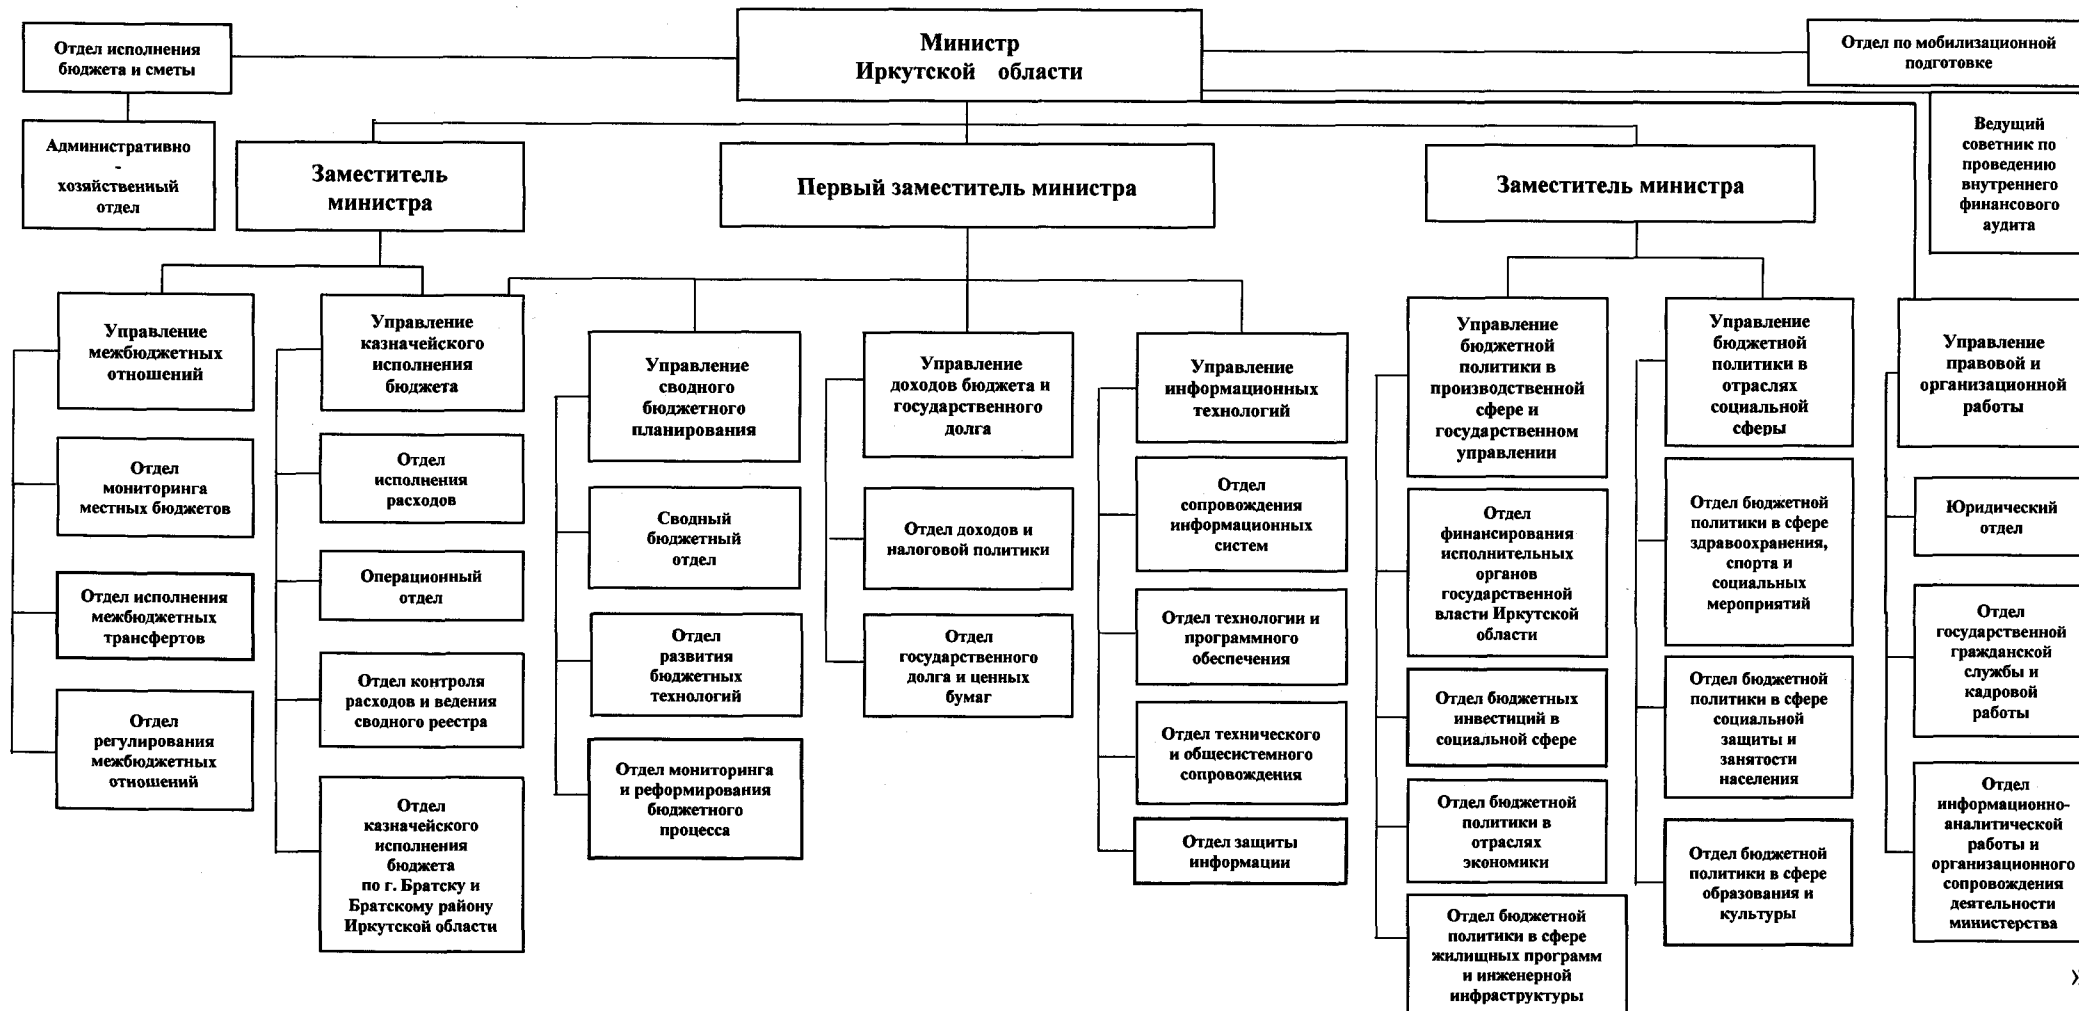 Отдел исполнения
бюджета и сметы
Министр
Иркутской области
Отдел по мобилизационной
подготовке
Административно
-
хозяйственный
отдел
Заместитель
министра
Первый заместитель министра
Заместитель министра
Ведущий
советник по
проведению
внутреннего
финансового
аудита
Управление
межбюджетных
отношений
Отдел
мониторинга
местных бюджетов
Отдел исполнения
межбюджетных
трансфертов
Отдел
регулирования
межбюджетных
отношений
Управление
казначейского
исполнения
бюджета
Отдел
исполнения
расходов
Операционный
отдел
Отдел контроля
расходов и ведения
сводного реестра
Отдел
казначейского
исполнения
бюджета
по г. Братску и
Братскому району
Иркутской области
Управление
сводного
бюджетного
планирования
Сводный
бюджетный
отдел
Отдел
развития
бюджетных
технологий
Отдел мониторинга
и реформирования
бюджетного
процесса
Управление
доходов бюджета и
государственного
долга
Отдел доходов и
налоговой политики
Отдел
государственного
долга и ценных
бумаг
Управление
информационных
технологий
Отдел
сопровождения
информационных
систем
Отдел технологии и
программного
обеспечения
Отдел технического
и общесистемного
сопровождения
Отдел защиты
информации
Управление
бюджетной
политики в
производственной
сфере и
государственном
управлении
Отдел
финансирования
исполнительных
органов
государственной
власти Иркутской
области
Отдел бюджетных
инвестиций в
социальной сфере
Отдел бюджетной
политики в
отраслях
экономики
Отдел бюджетной
политики в сфере
жилищных программ
и инженерной
инфраструктуры
Управление
бюджетной
политики в
отраслях
социальной
сферы
Отдел бюджетной
политики в сфере
здравоохранения,
спорта и
социальных
мероприятий
Отдел бюджетной
политики в сфере
социальной
защиты и
занятости
населения
Отдел бюджетной
политики в сфере
образования и
культуры
Управление
правовой и
организационной
работы
Юридический
отдел
Отдел
государственной
гражданской
службы и
кадровой
работы
Отдел
информационно-
аналитической
работы и
организационного
сопровождения
деятельности
министерства